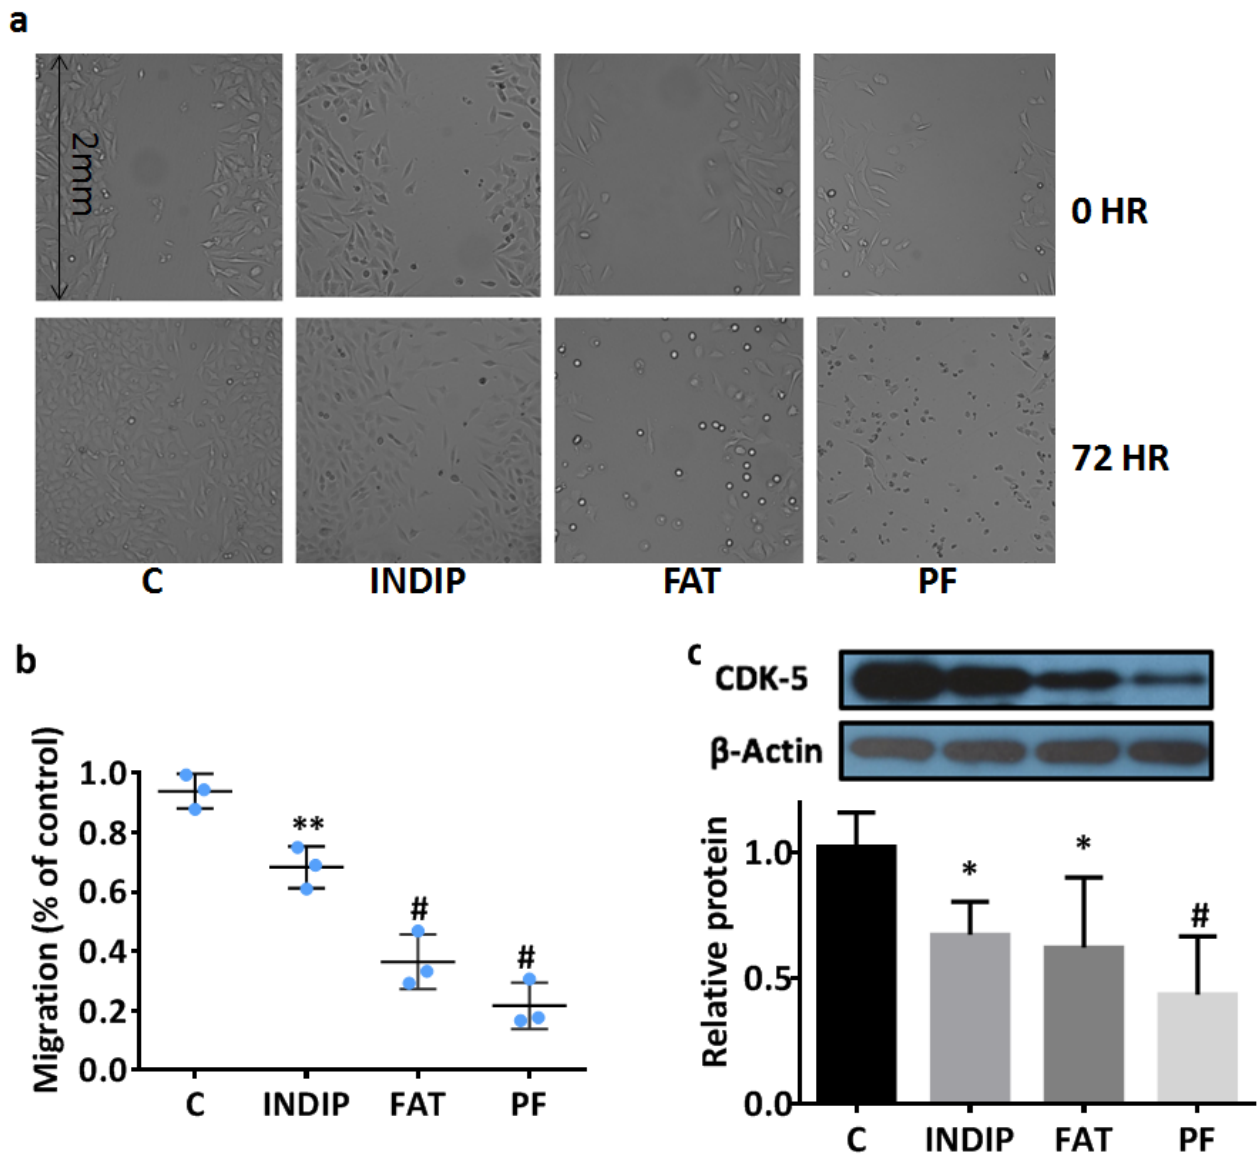 a
2mm
0 HR
72 HR
C INDIP FAT PF
b
Migration (% of control)
1.0
0.8
0.6
0.4
0.2
0.0
**
#
#
C INDIP FAT PF
c
CDK-5
β-Actin
Relative protein
1.0
0.5
0.0
*
*
#
C INDIP FAT PF